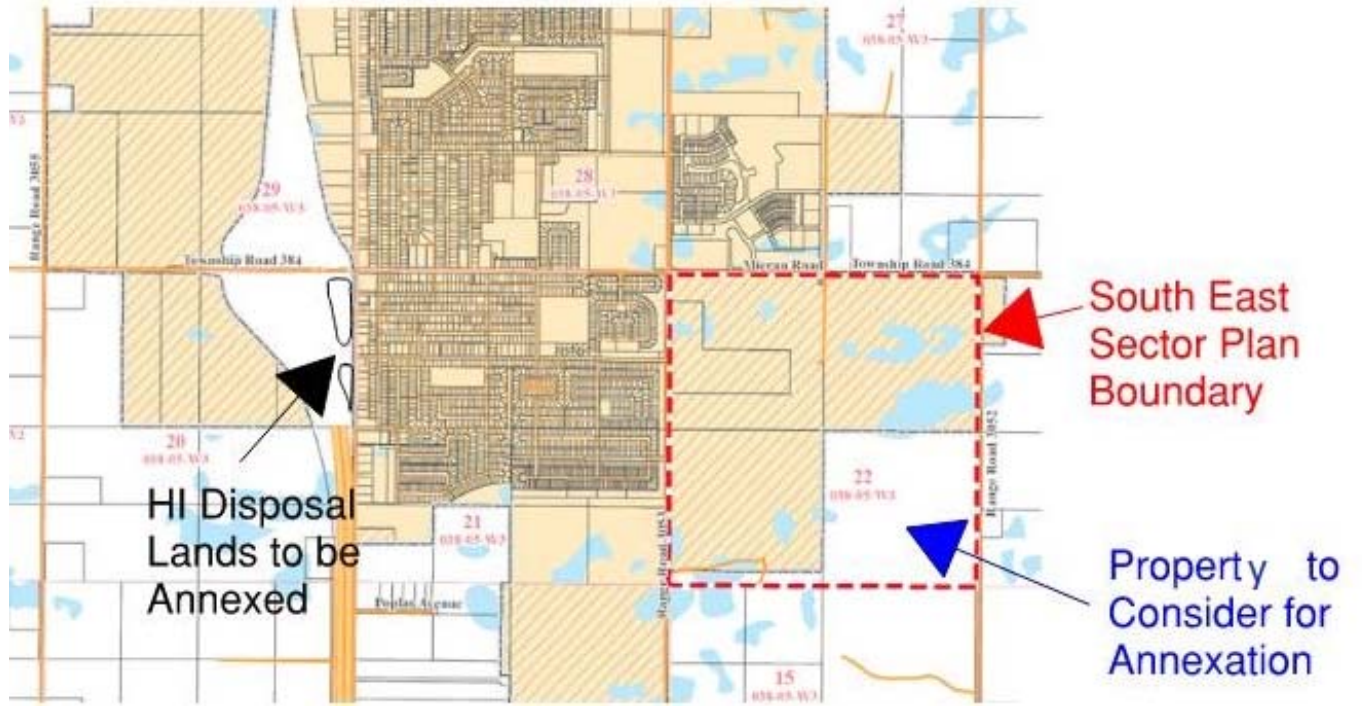 27
038-05-W3
29
038-05-W3
28
038-05-W3
Range Road 3055
Township Road 384
Township Road 384
South East
Sector Plan
Boundary
Range Road 3052
20
038-05-W3
22
038-05-W3
HI Disposal
Lands to be
Annexed
21
038-05-W3
Range Road 3053
Poplar Avenue
Property to
Consider for
Annexation
15
038-05-W3